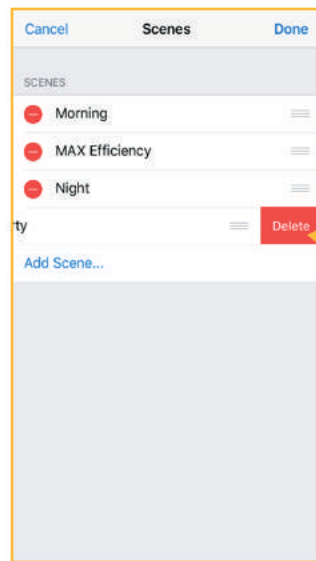 Cancel Scenes Done
SCENES
Morning
MAX Efficiency
Night
ty Delete
Add Scene...